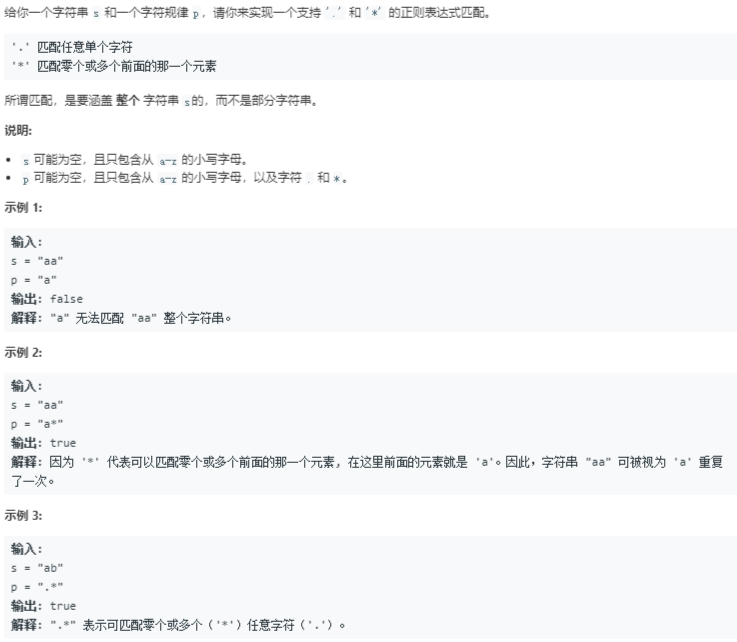 给你一个字符串 s 和一个字符规律 p，请你来实现一个支持 '.' 和 '*' 的正则表达式匹配。
'.' 匹配任意单个字符
'*' 匹配零个或多个前面的那一个元素
所谓匹配，是要涵盖 整个 字符串 s的，而不是部分字符串。
说明:
• s 可能为空，且只包含从 a-z 的小写字母。
• p 可能为空，且只包含从 a-z 的小写字母，以及字符 . 和 *。
示例 1:
输入:
s = "aa"
p = "a"
输出: false
解释: "a" 无法匹配 "aa" 整个字符串。
示例 2:
输入:
s = "aa"
p = "a*"
输出: true
解释: 因为 '*' 代表可以匹配零个或多个前面的那一个元素, 在这里前面的元素就是 'a'。因此，字符串 "aa" 可被视为 'a' 重复
了一次。
示例 3:
输入:
s = "ab"
p = ".*"
输出: true
解释: ".*" 表示可匹配零个或多个（'*'）任意字符（'.'）。